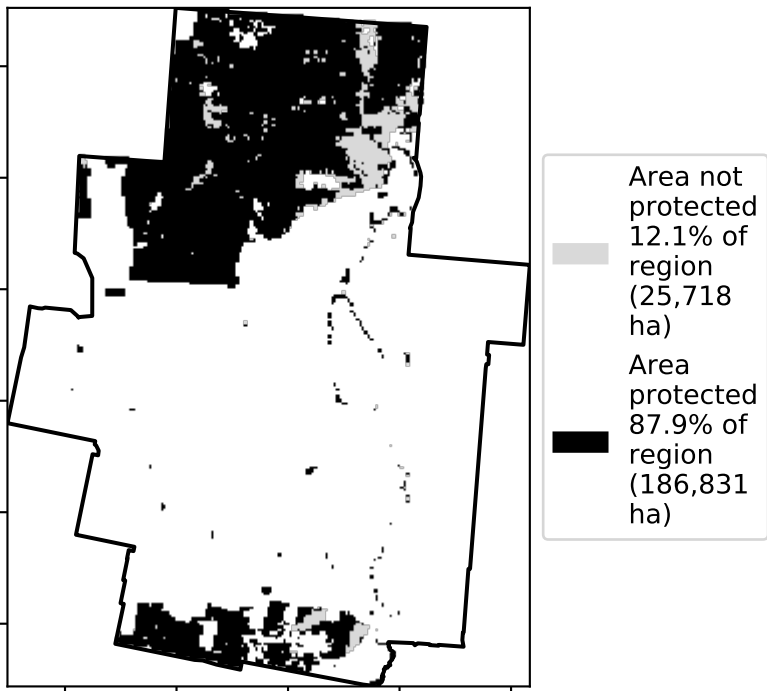 Area not
protected
12.1% of
region
(25,718
ha)
Area
protected
87.9% of
region
(186,831
ha)